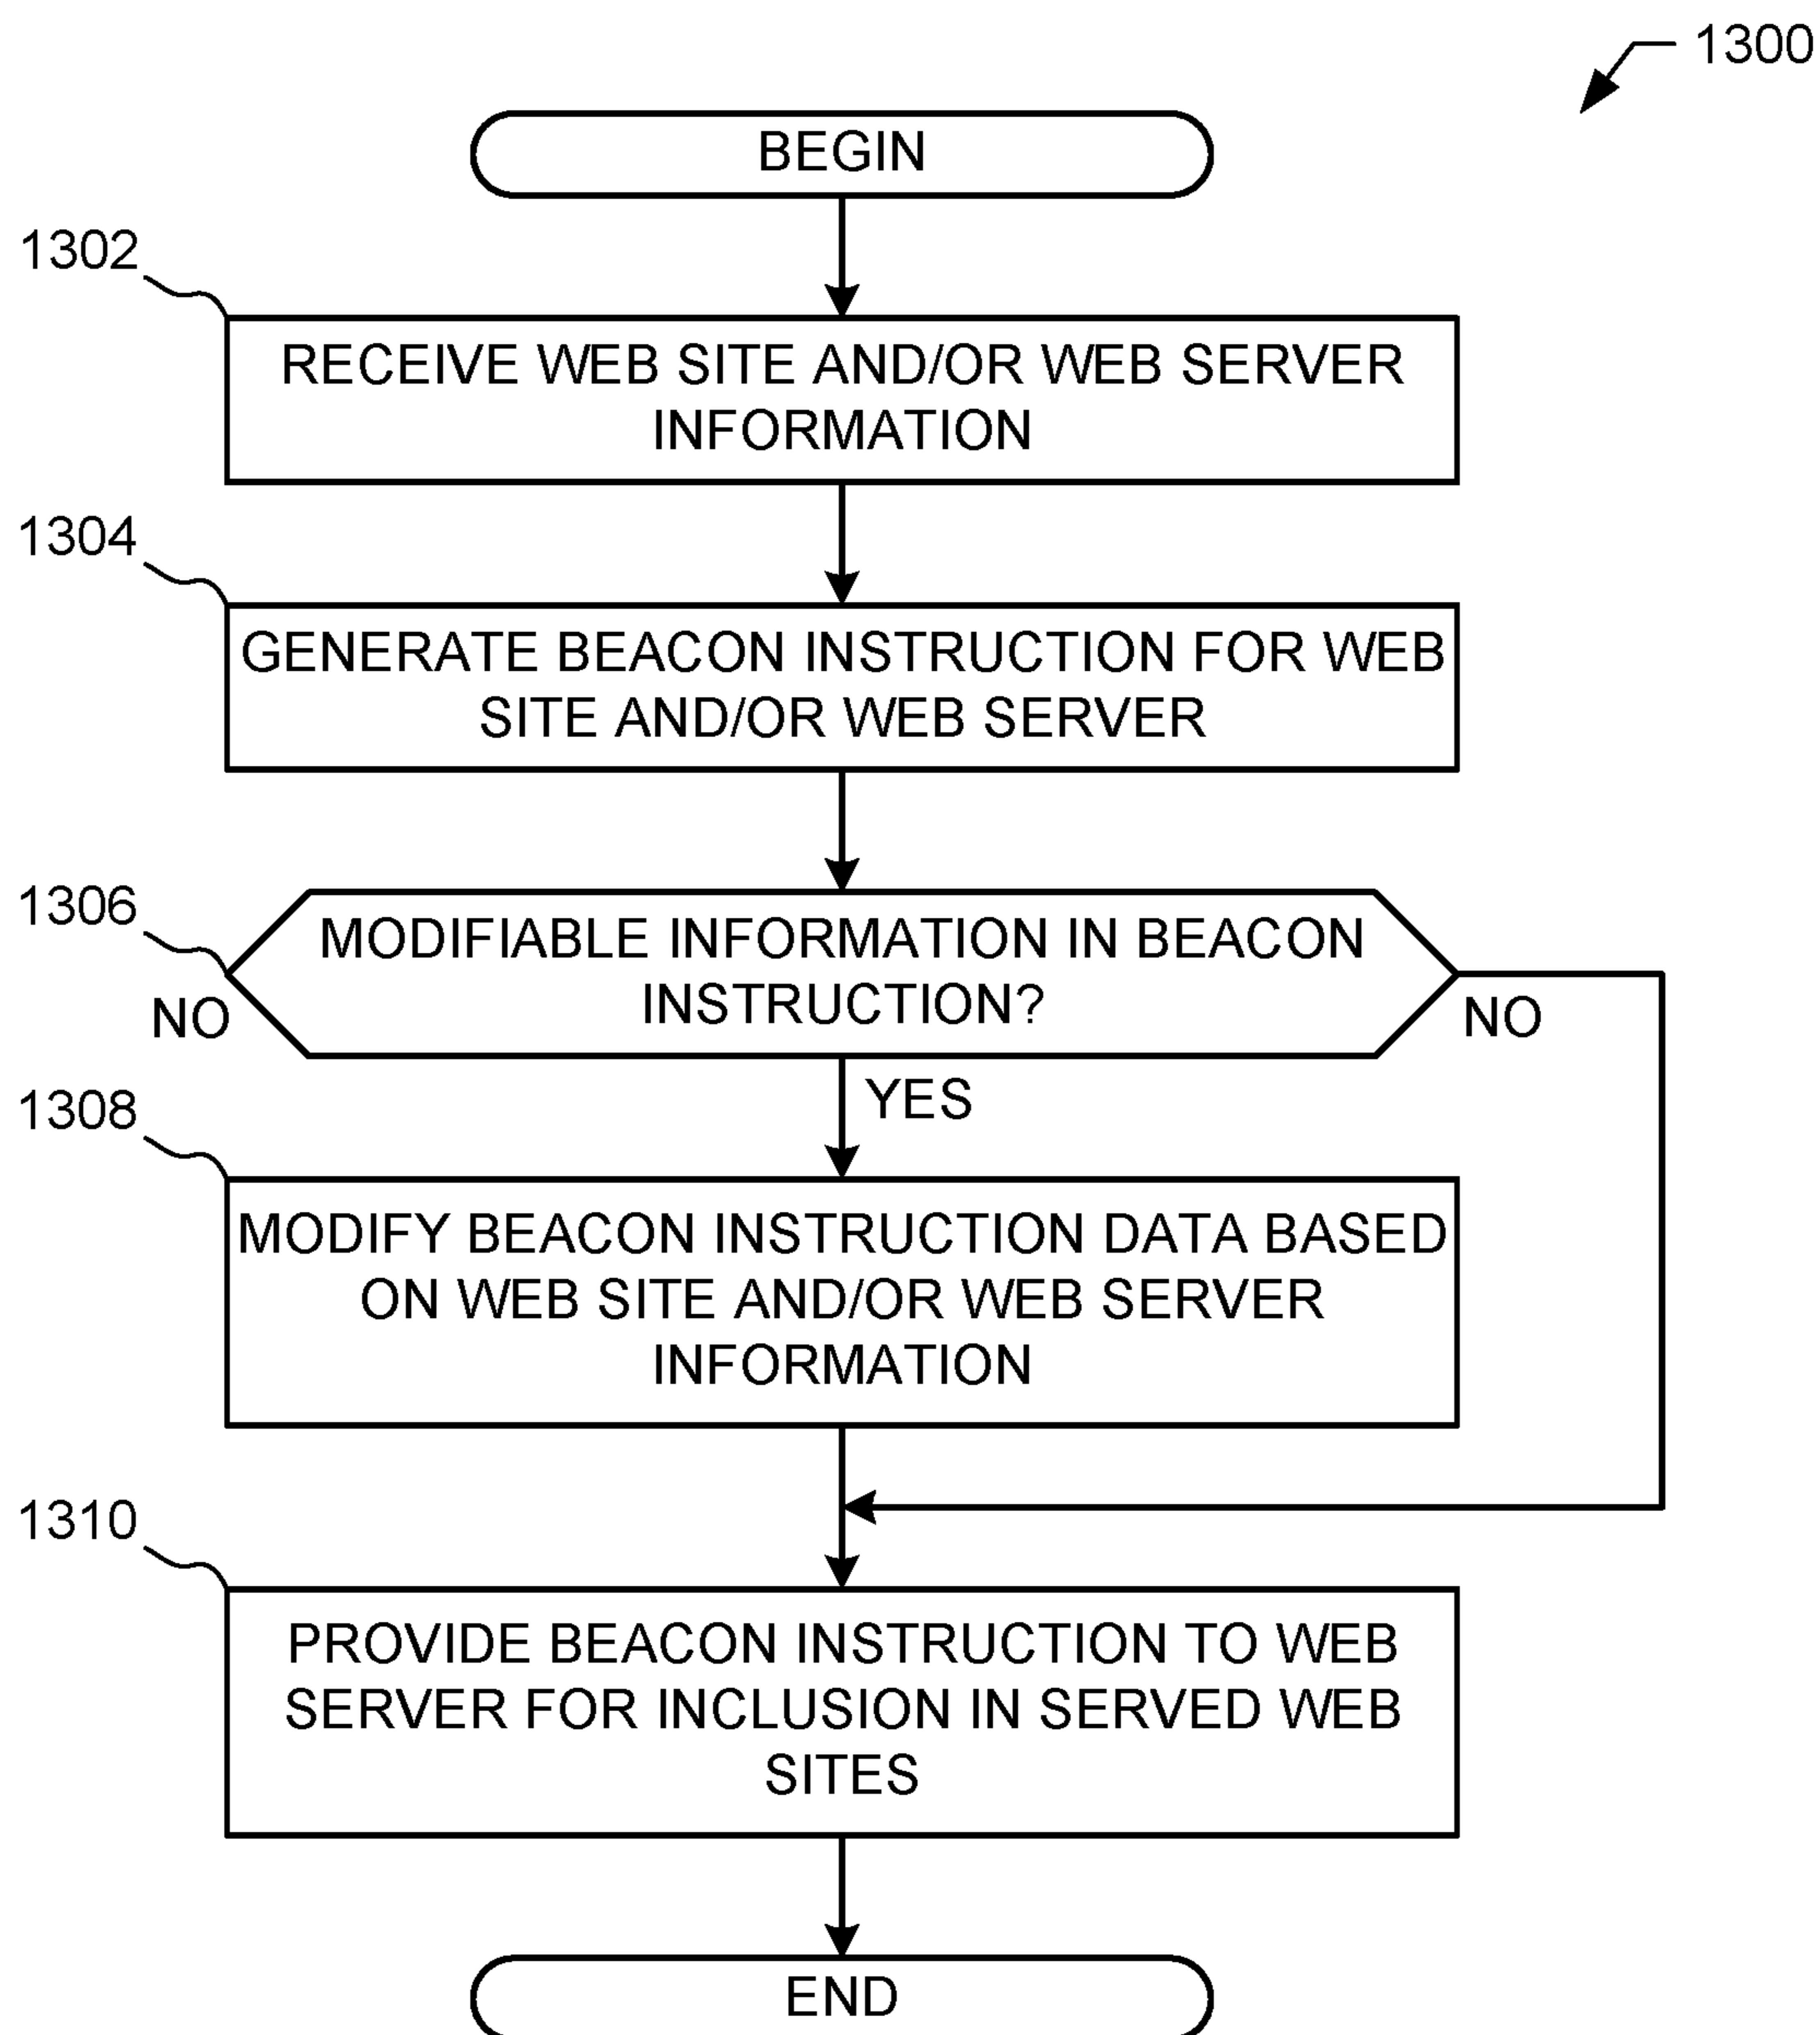 1300
BEGIN
1302
RECEIVE WEB SITE AND/OR WEB SERVER
INFORMATION
1304
GENERATE BEACON INSTRUCTION FOR WEB
SITE AND/OR WEB SERVER
1306
MODIFIABLE INFORMATION IN BEACON
INSTRUCTION?
NO
NO
YES
1308
MODIFY BEACON INSTRUCTION DATA BASED
ON WEB SITE AND/OR WEB SERVER
INFORMATION
1310
PROVIDE BEACON INSTRUCTION TO WEB
SERVER FOR INCLUSION IN SERVED WEB
SITES
END